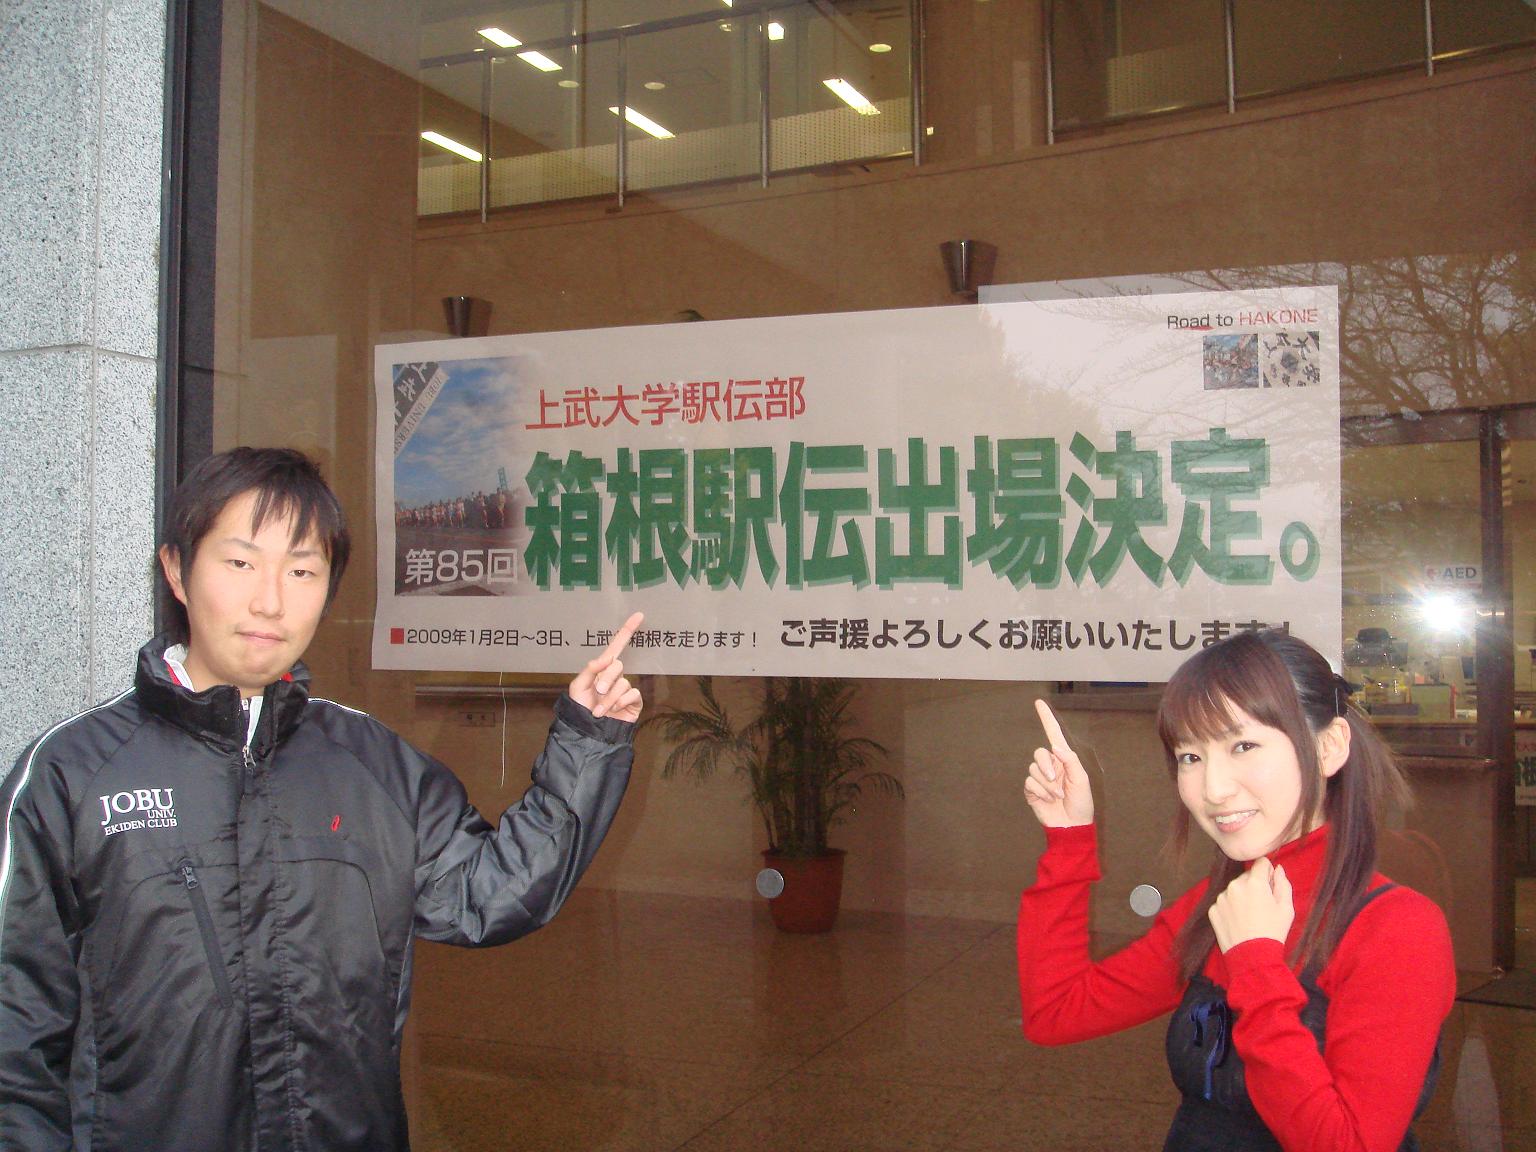 Road to HAKONE
上武大学駅伝部
JOBU UNIVERSI
第85回
箱根駅伝出場決定。
■2009年1月2日～3日、上武 箱根を走ります！
ご声援よろしくお願いいたします！
AED
JOBU
UNIV.
EKIDEN CLUB